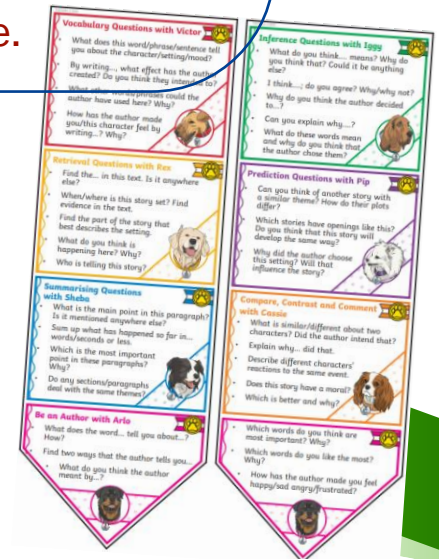 e.
Vocabulary Questions with Victor
What does this word/phrase/sentence tell
you about the character/setting/mood?
By writing..., what effect has the author
created? Do you think they intended to?
What other words/phrases could the
author have used here? Why?
How has the author made
you/this character feel by
writing...? Why?
Retrieval Questions with Rex
Find the... in this text. Is it anywhere
else?
When/where is this story set? Find
evidence in the text.
Find the part of the story that
best describes the setting.
What do you think is
happening here? Why?
Who is telling this story?
Summarising Questions
with Sheba
What is the main point in this paragraph?
Is it mentioned anywhere else?
Sum up what has happened so far in...
words/seconds or less.
Which is the most important
point in these paragraphs?
Why?
Do any sections/paragraphs
deal with the same themes?
Be an Author with Arlo
What does the word... tell you about...?
How?
Find two ways that the author tells you...
What do you think the author
meant by...?
Inference Questions with Iggy
What do you think.... means? Why do
you think that? Could it be anything
else?
I think...; do you agree? Why/why not?
Why do you think the author decided
to...?
Can you explain why....?
What do these words mean
and why do you think that
the author chose them?
Prediction Questions with Pip
Can you think of another story with
a similar theme? How do their plots
differ?
Which stories have openings like this?
Do you think that this story will
develop the same way?
Why did the author choose
this setting? Will that
influence the story?
Compare, Contrast and Comment
with Cassie
What is similar/different about two
characters? Did the author intend that?
Explain why... did that.
Describe different characters'
reactions to the same event.
Does this story have a moral?
Which is better and why?
Which words do you think are
most important? Why?
Which words do you like the most?
Why?
How has the author made you feel
happy/sad angry/frustrated?